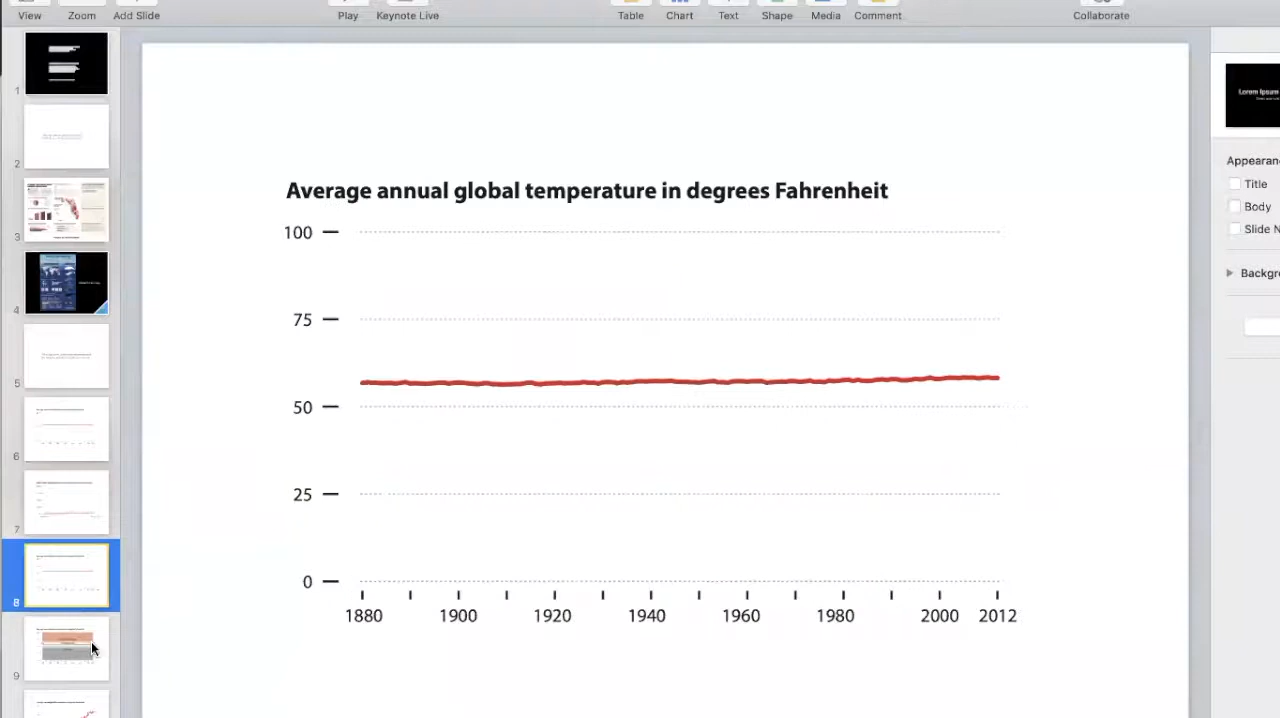 View Zoom Add Slide Play Keynote Live Table Chart Text Shape Media Comment Collaborate
1
2
3
4
5
6
7
8
9
Average annual global temperature in degrees Fahrenheit
100
75
50
25
0
1880 1900 1920 1940 1960 1980 2000 2012
Lorem Ipsum
Appearanc
Title
Body
Slide N
Backgro